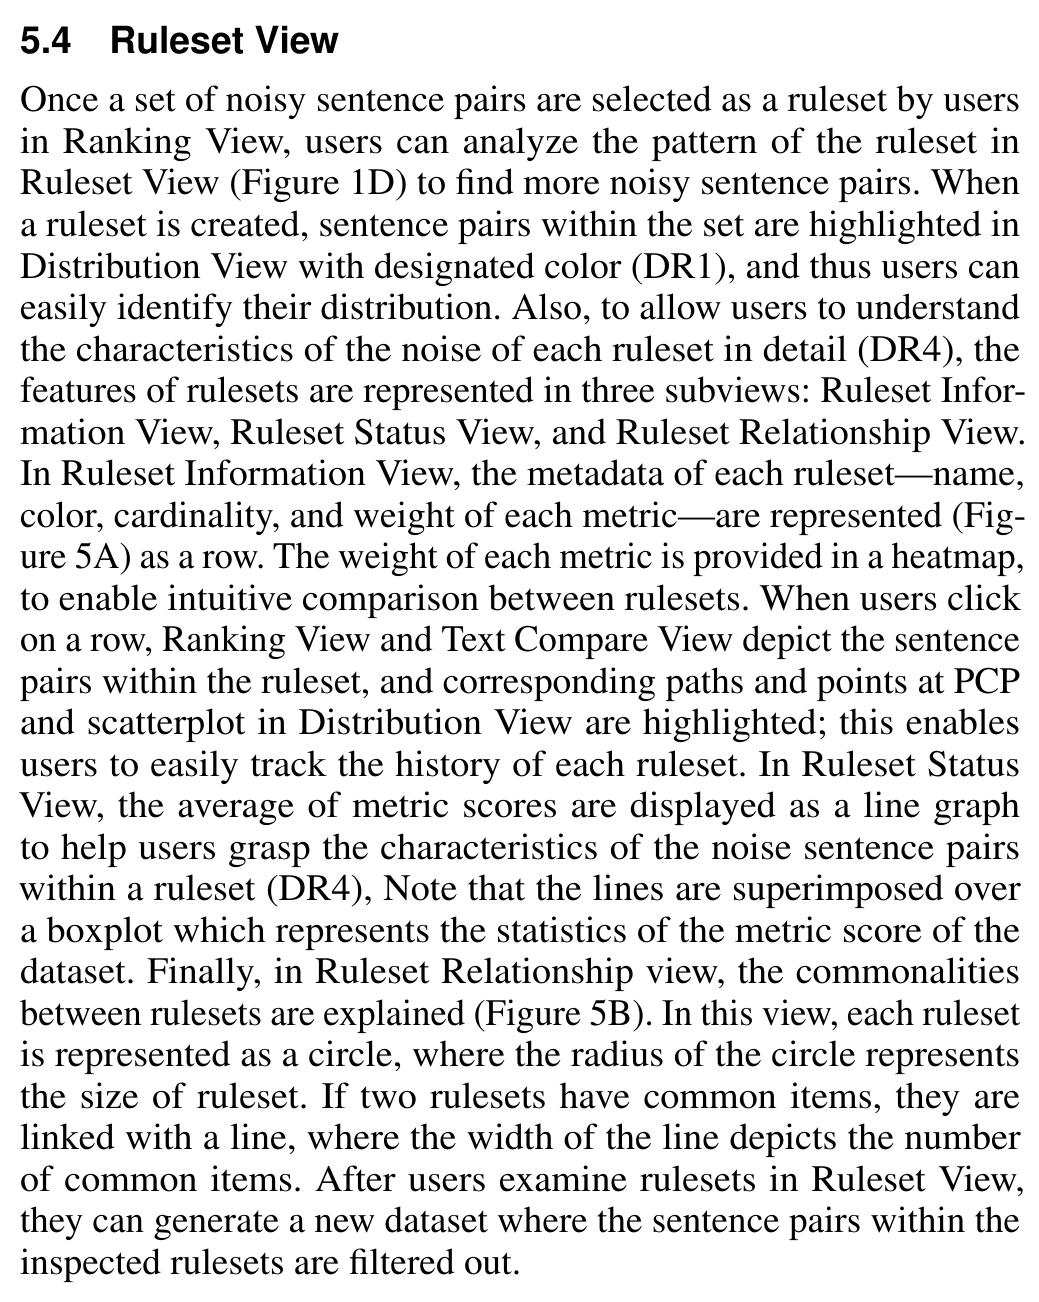 5.4 Ruleset View
Once a set of noisy sentence pairs are selected as a ruleset by users
in Ranking View, users can analyze the pattern of the ruleset in
Ruleset View (Figure 1D) to find more noisy sentence pairs. When
a ruleset is created, sentence pairs within the set are highlighted in
Distribution View with designated color (DR1), and thus users can
easily identify their distribution. Also, to allow users to understand
the characteristics of the noise of each ruleset in detail (DR4), the
features of rulesets are represented in three subviews: Ruleset Infor-
mation View, Ruleset Status View, and Ruleset Relationship View.
In Ruleset Information View, the metadata of each ruleset—name,
color, cardinality, and weight of each metric—are represented (Fig-
ure 5A) as a row. The weight of each metric is provided in a heatmap,
to enable intuitive comparison between rulesets. When users click
on a row, Ranking View and Text Compare View depict the sentence
pairs within the ruleset, and corresponding paths and points at PCP
and scatterplot in Distribution View are highlighted; this enables
users to easily track the history of each ruleset. In Ruleset Status
View, the average of metric scores are displayed as a line graph
to help users grasp the characteristics of the noise sentence pairs
within a ruleset (DR4), Note that the lines are superimposed over
a boxplot which represents the statistics of the metric score of the
dataset. Finally, in Ruleset Relationship view, the commonalities
between rulesets are explained (Figure 5B). In this view, each ruleset
is represented as a circle, where the radius of the circle represents
the size of ruleset. If two rulesets have common items, they are
linked with a line, where the width of the line depicts the number
of common items. After users examine rulesets in Ruleset View,
they can generate a new dataset where the sentence pairs within the
inspected rulesets are filtered out.